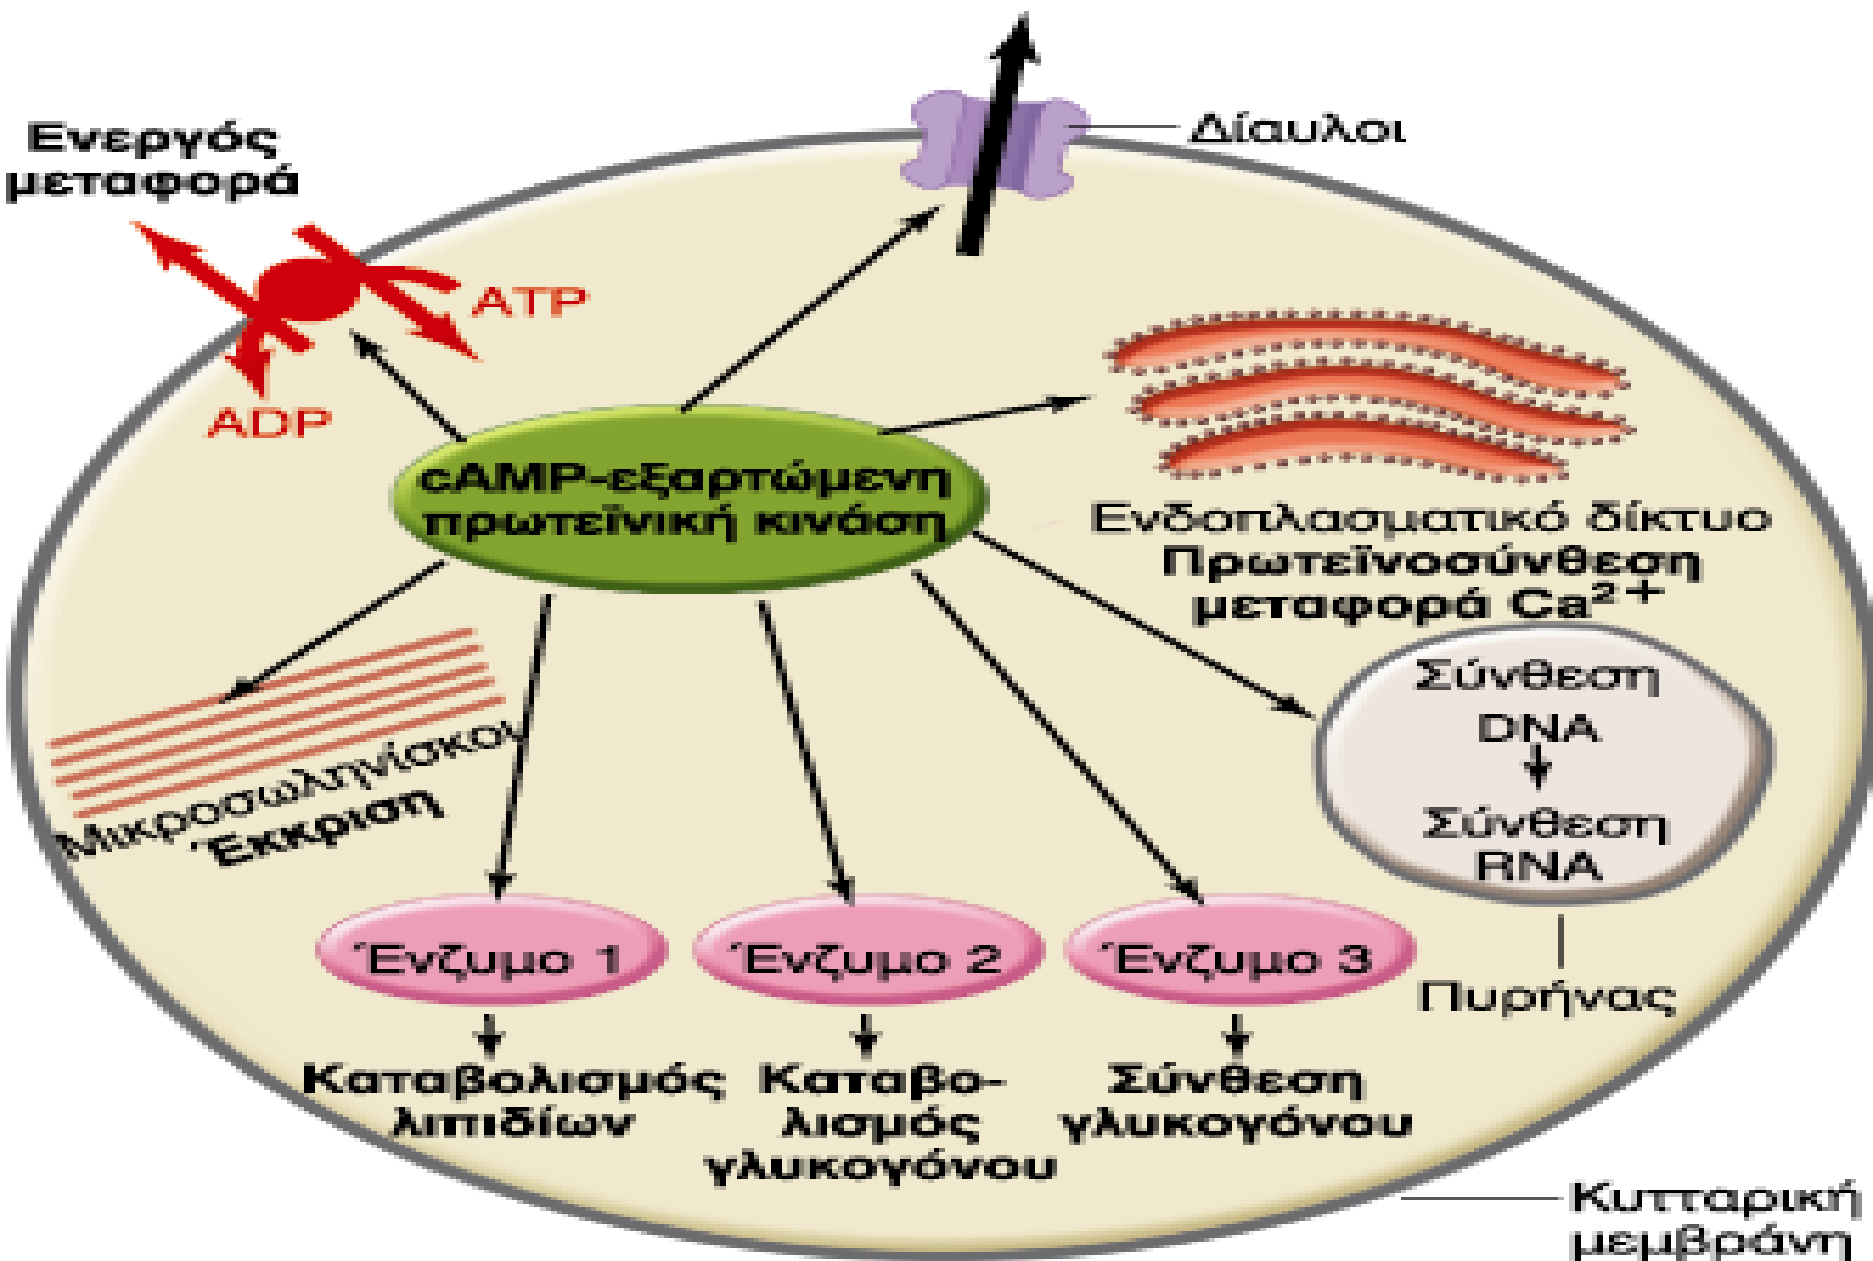 Δίαυλοι
Ενεργός
μεταφορά
ATP
ADP
cAMP-εξαρτώμενη
πρωτεϊνική κινάση
Ενδοπλασματικό δίκτυο
Πρωτεϊνοσύνθεση
μεταφορά Ca²⁺
Σύνθεση
DNA
Σύνθεση
RNA
Πυρήνας
Μικροσωληνίσκοι
Έκκριση
Ένζυμο 1
Ένζυμο 2
Ένζυμο 3
Καταβολισμός
λιπιδίων
Καταβο-
λισμός
γλυκογόνου
Σύνθεση
γλυκογόνου
Κυτταρική
μεμβράνη